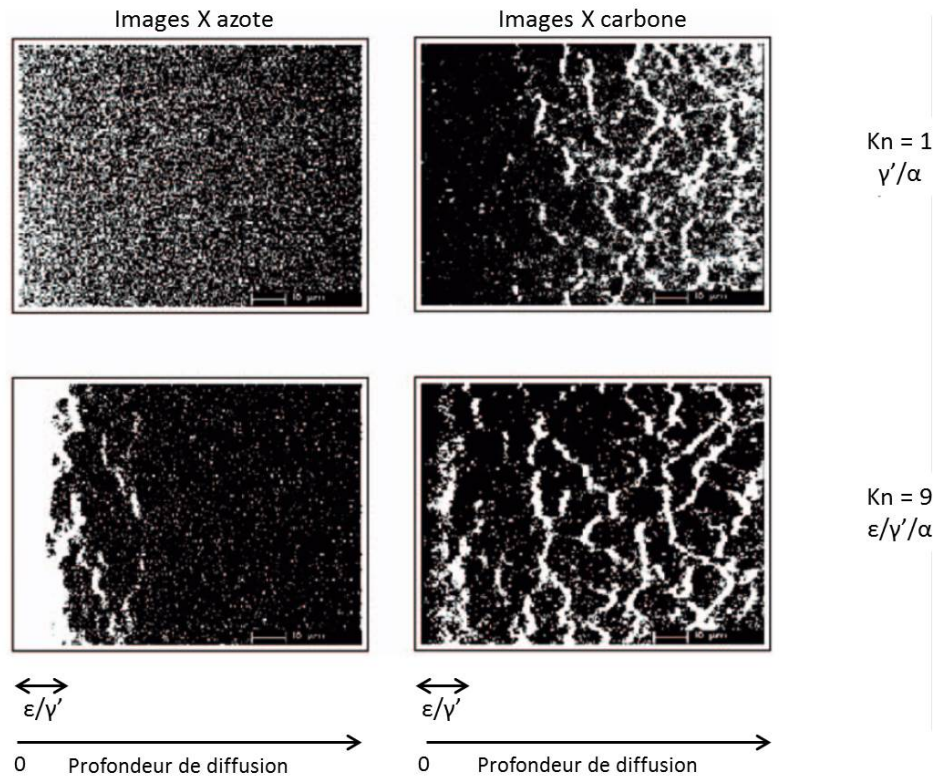 Images X azote
Images X carbone
Kn = 1
γ'/α
Kn = 9
ε/γ'/α
ε/γ'
ε/γ'
0 Profondeur de diffusion
0 Profondeur de diffusion